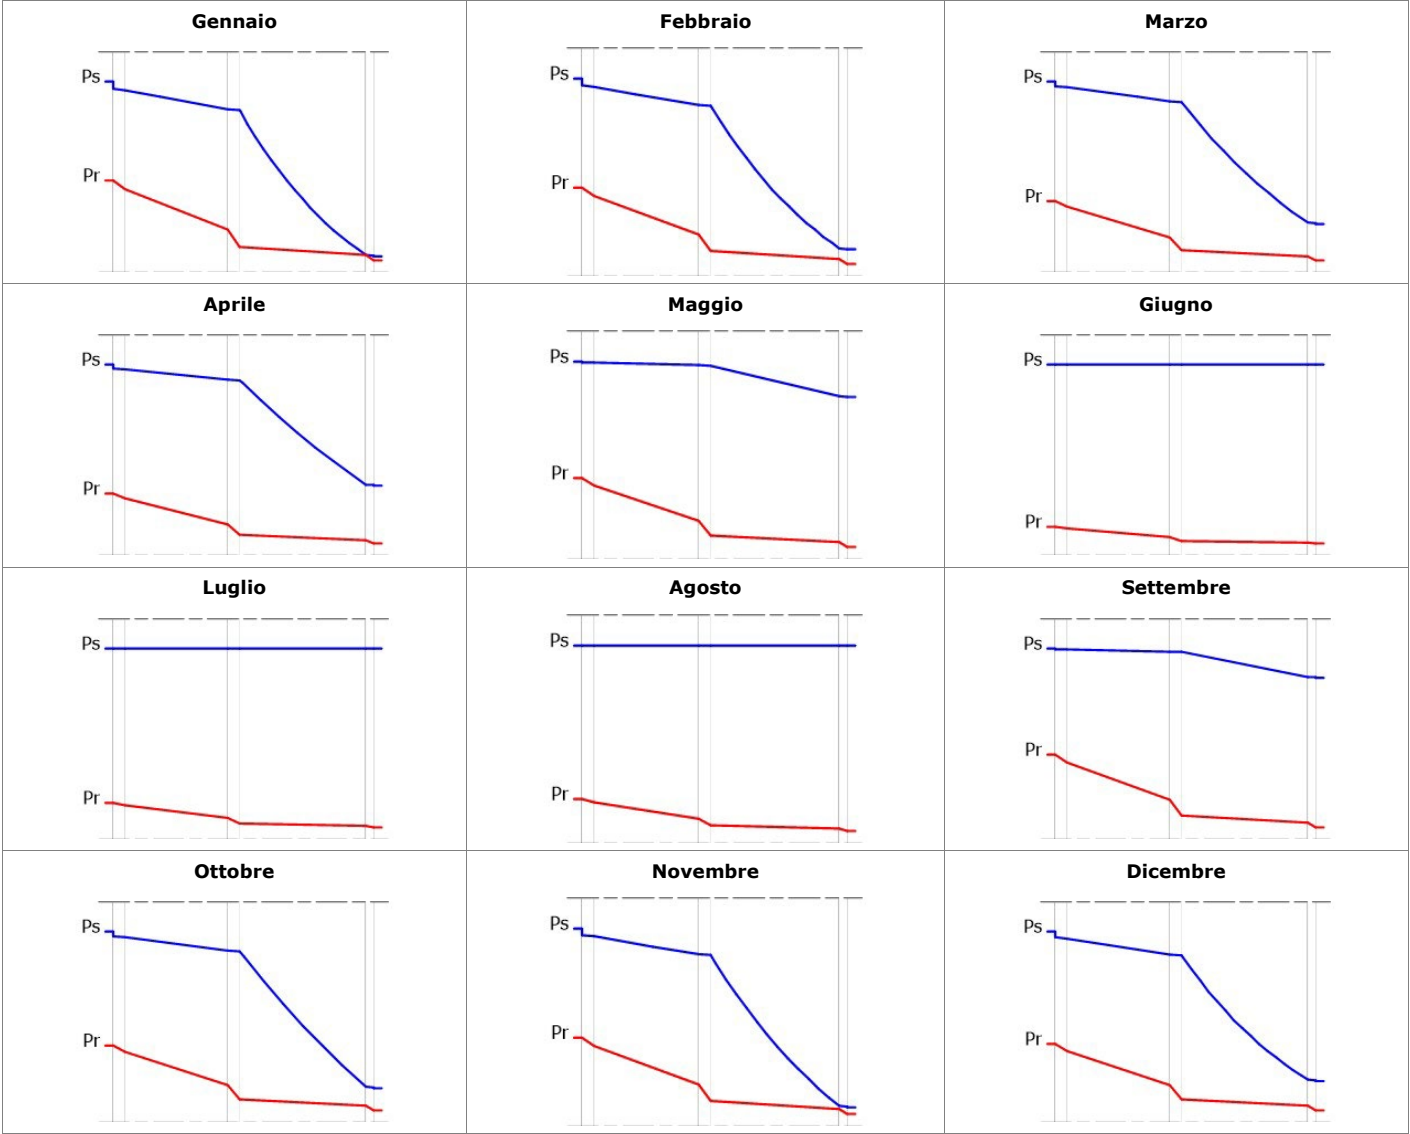 Gennaio
Febbraio
Marzo
Ps
Ps
Ps
Pr
Pr
Pr
Aprile
Maggio
Giugno
Ps
Ps
Ps
Pr
Pr
Pr
Luglio
Agosto
Settembre
Ps
Ps
Ps
Pr
Pr
Pr
Ottobre
Novembre
Dicembre
Ps
Ps
Ps
Pr
Pr
Pr